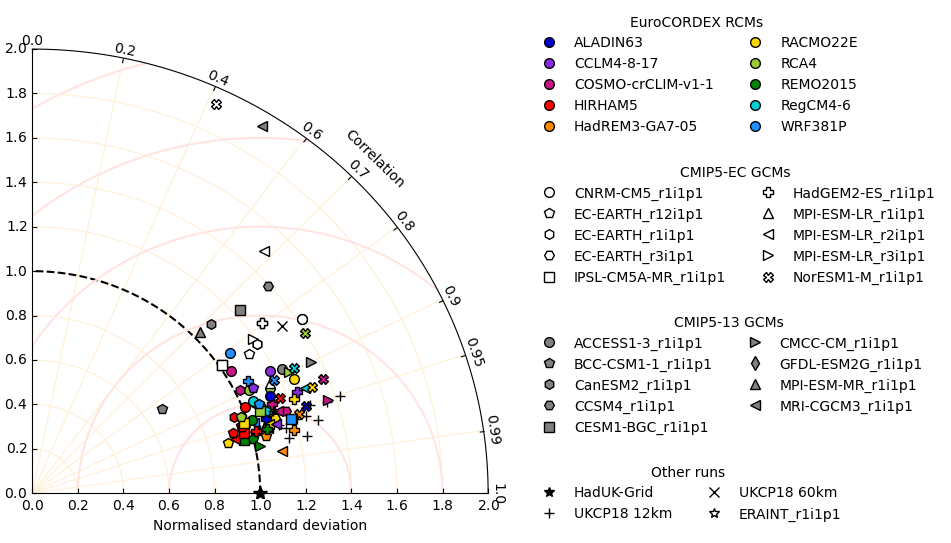 0.0
0.2
0.4
0.6
0.7
0.8
0.9
0.95
0.99
1.0
Correlation
2.0
1.8
1.6
1.4
1.2
1.0
0.8
0.6
0.4
0.2
0.0
0.0 0.2 0.4 0.6 0.8 1.0 1.2 1.4 1.6 1.8 2.0
Normalised standard deviation
EuroCORDEX RCMs
ALADIN63 RACMO22E
CCLM4-8-17 RCA4
COSMO-crCLIM-v1-1 REMO2015
HIRHAM5 RegCM4-6
HadREM3-GA7-05 WRF381P
CMIP5-EC GCMs
CNRM-CM5_r1i1p1 HadGEM2-ES_r1i1p1
EC-EARTH_r12i1p1 MPI-ESM-LR_r1i1p1
EC-EARTH_r1i1p1 MPI-ESM-LR_r2i1p1
EC-EARTH_r3i1p1 MPI-ESM-LR_r3i1p1
IPSL-CM5A-MR_r1i1p1 NorESM1-M_r1i1p1
CMIP5-13 GCMs
ACCESS1-3_r1i1p1 CMCC-CM_r1i1p1
BCC-CSM1-1_r1i1p1 GFDL-ESM2G_r1i1p1
CanESM2_r1i1p1 MPI-ESM-MR_r1i1p1
CCSM4_r1i1p1 MRI-CGCM3_r1i1p1
CESM1-BGC_r1i1p1
Other runs
HadUK-Grid UKCP18 60km
UKCP18 12km ERAINT_r1i1p1